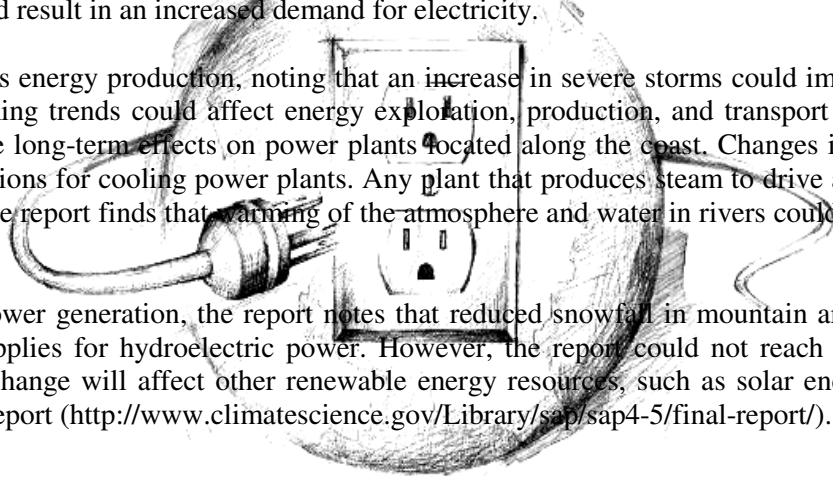 d result in an increased demand for electricity.
s energy production, noting that an increase in severe storms could im
ing trends could affect energy exploration, production, and transport
e long-term effects on power plants located along the coast. Changes i
ions for cooling power plants. Any plant that produces steam to drive a
e report finds that warming of the atmosphere and water in rivers could
ower generation, the report notes that reduced snowfall in mountain ar
pplies for hydroelectric power. However, the report could not reach
hange will affect other renewable energy resources, such as solar ene
eport (http://www.climatescience.gov/Library/sap/sap4-5/final-report/).